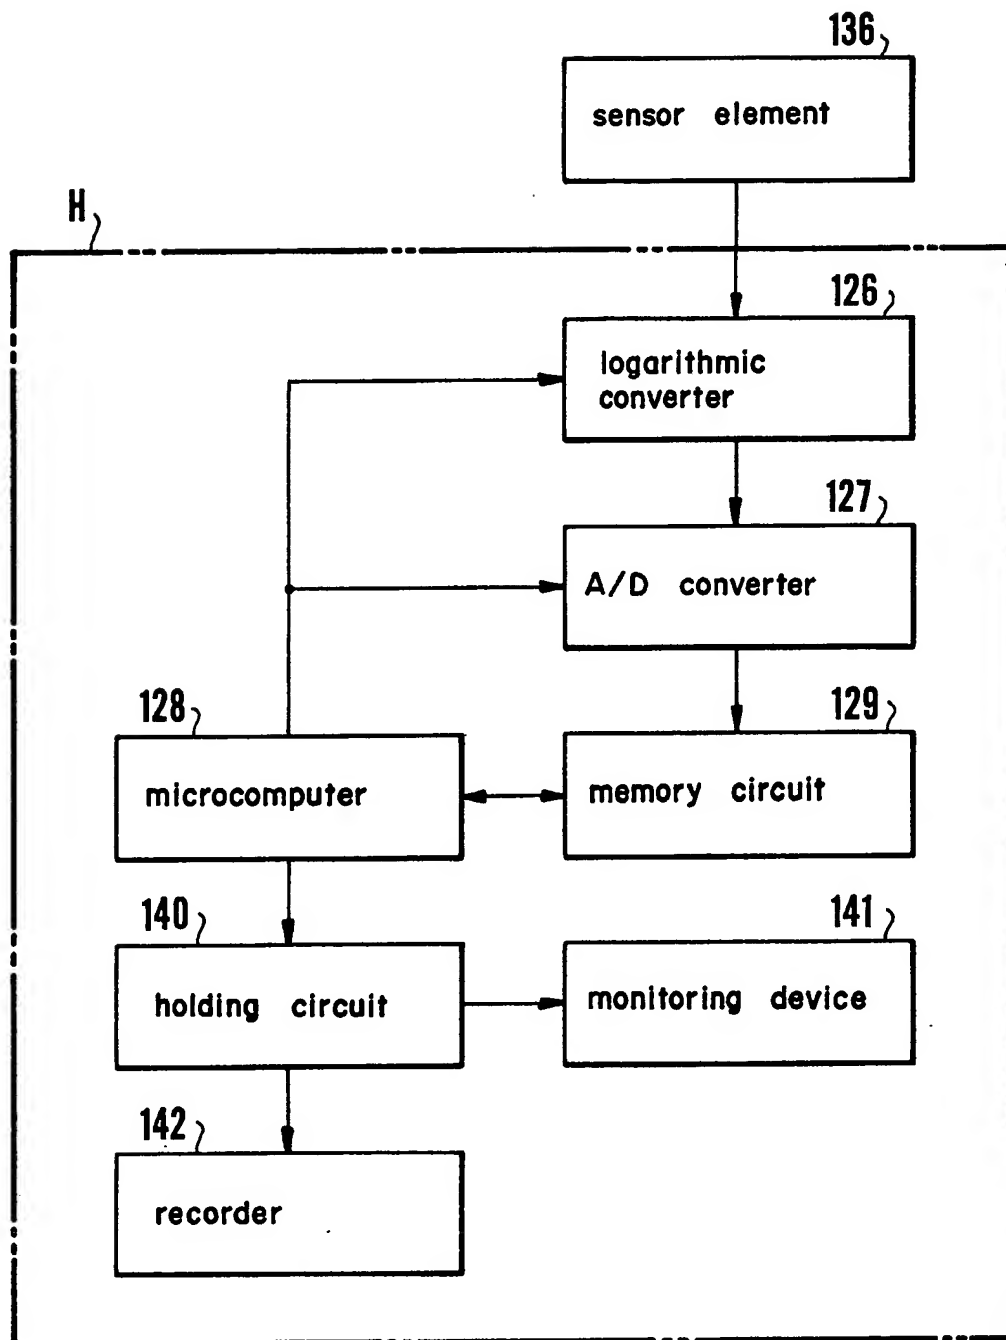 136
sensor element
H
126
logarithmic
converter
127
A/D converter
128
microcomputer
129
memory circuit
140
holding circuit
141
monitoring device
142
recorder